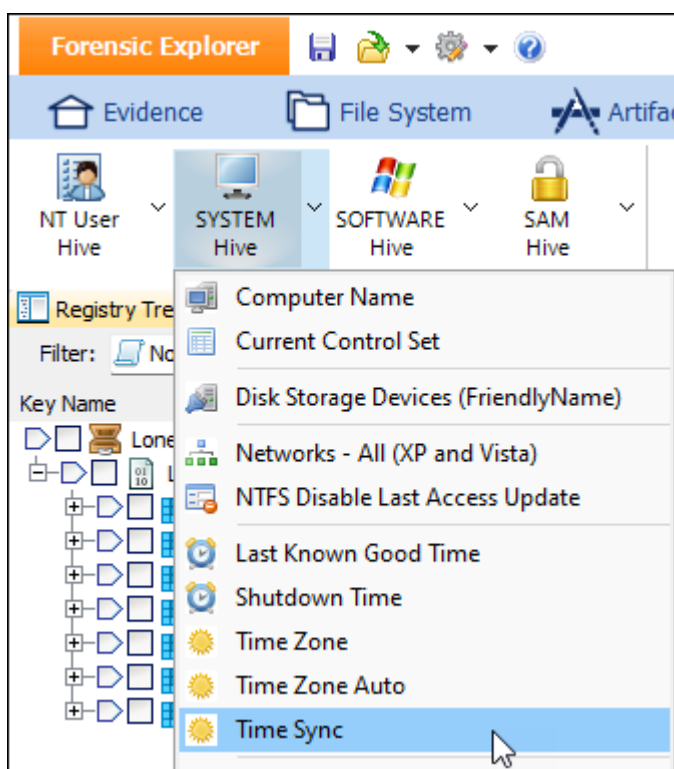 Forensic Explorer
Evidence File System Artifac
NT User Hive
SYSTEM Hive
SOFTWARE Hive
SAM Hive
Registry Tre
Computer Name
Filter: No
Current Control Set
Key Name
Disk Storage Devices (FriendlyName)
Lone
Networks - All (XP and Vista)
L
NTFS Disable Last Access Update
Last Known Good Time
Shutdown Time
Time Zone
Time Zone Auto
Time Sync